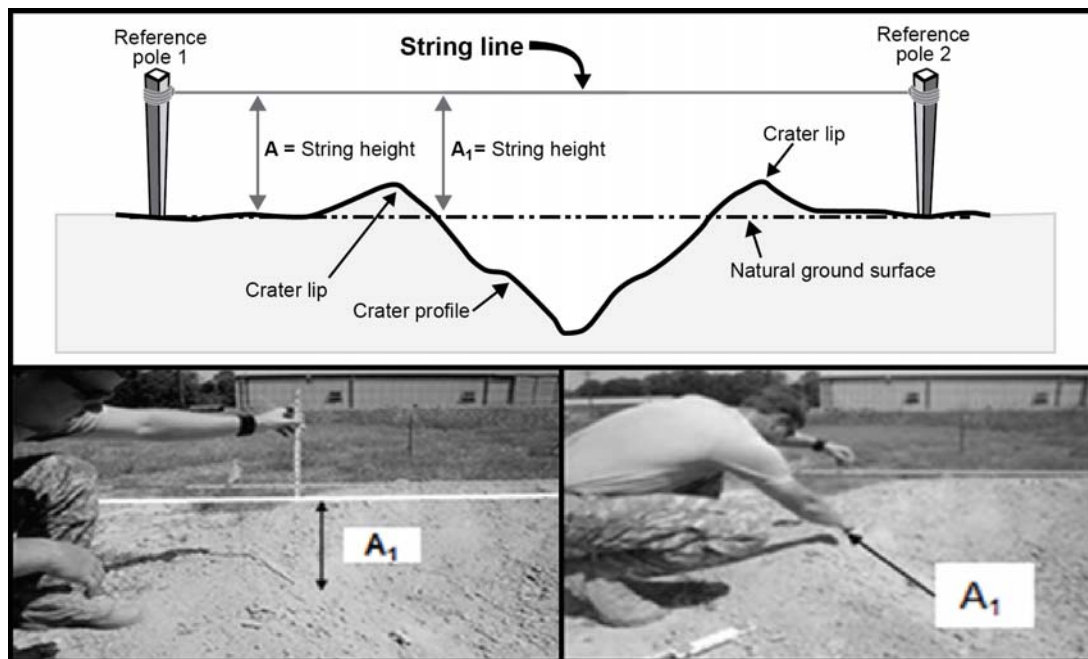 Reference
pole 1
String line
Reference
pole 2
A = String height
A₁= String height
Crater lip
Crater lip
Crater profile
Natural ground surface
A₁
A₁